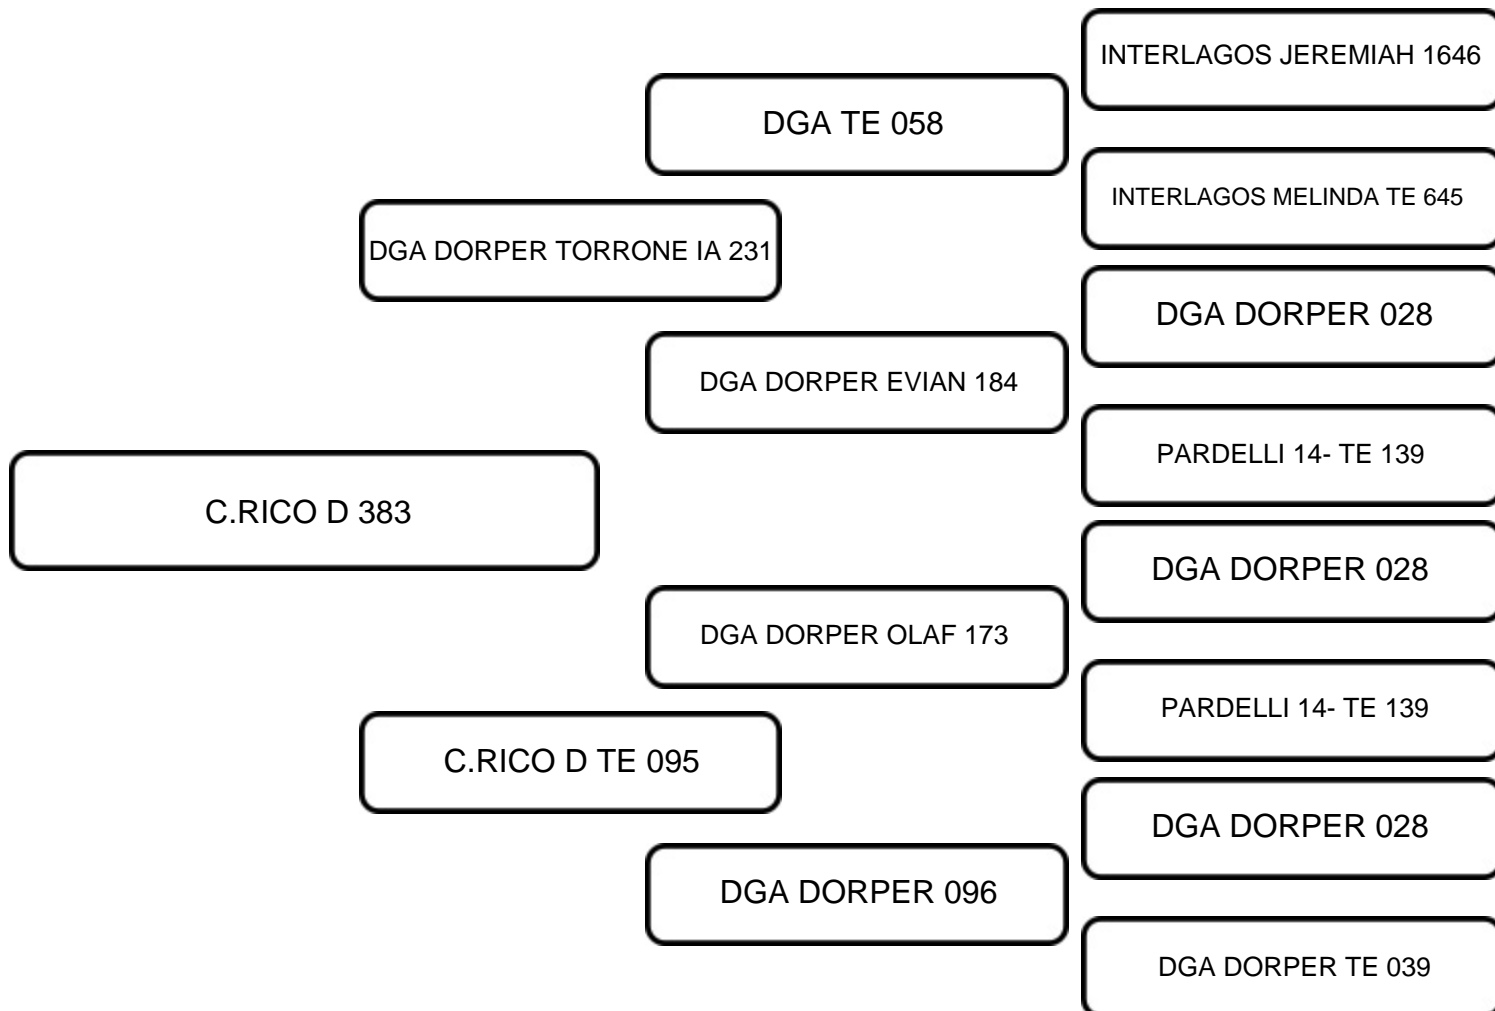 INTERLAGOS JEREMIAH 1646
DGA TE 058
INTERLAGOS MELINDA TE 645
DGA DORPER TORRONE IA 231
DGA DORPER 028
DGA DORPER EVIAN 184
PARDELLI 14- TE 139
C.RICO D 383
DGA DORPER 028
DGA DORPER OLAF 173
PARDELLI 14- TE 139
C.RICO D TE 095
DGA DORPER 028
DGA DORPER 096
DGA DORPER TE 039